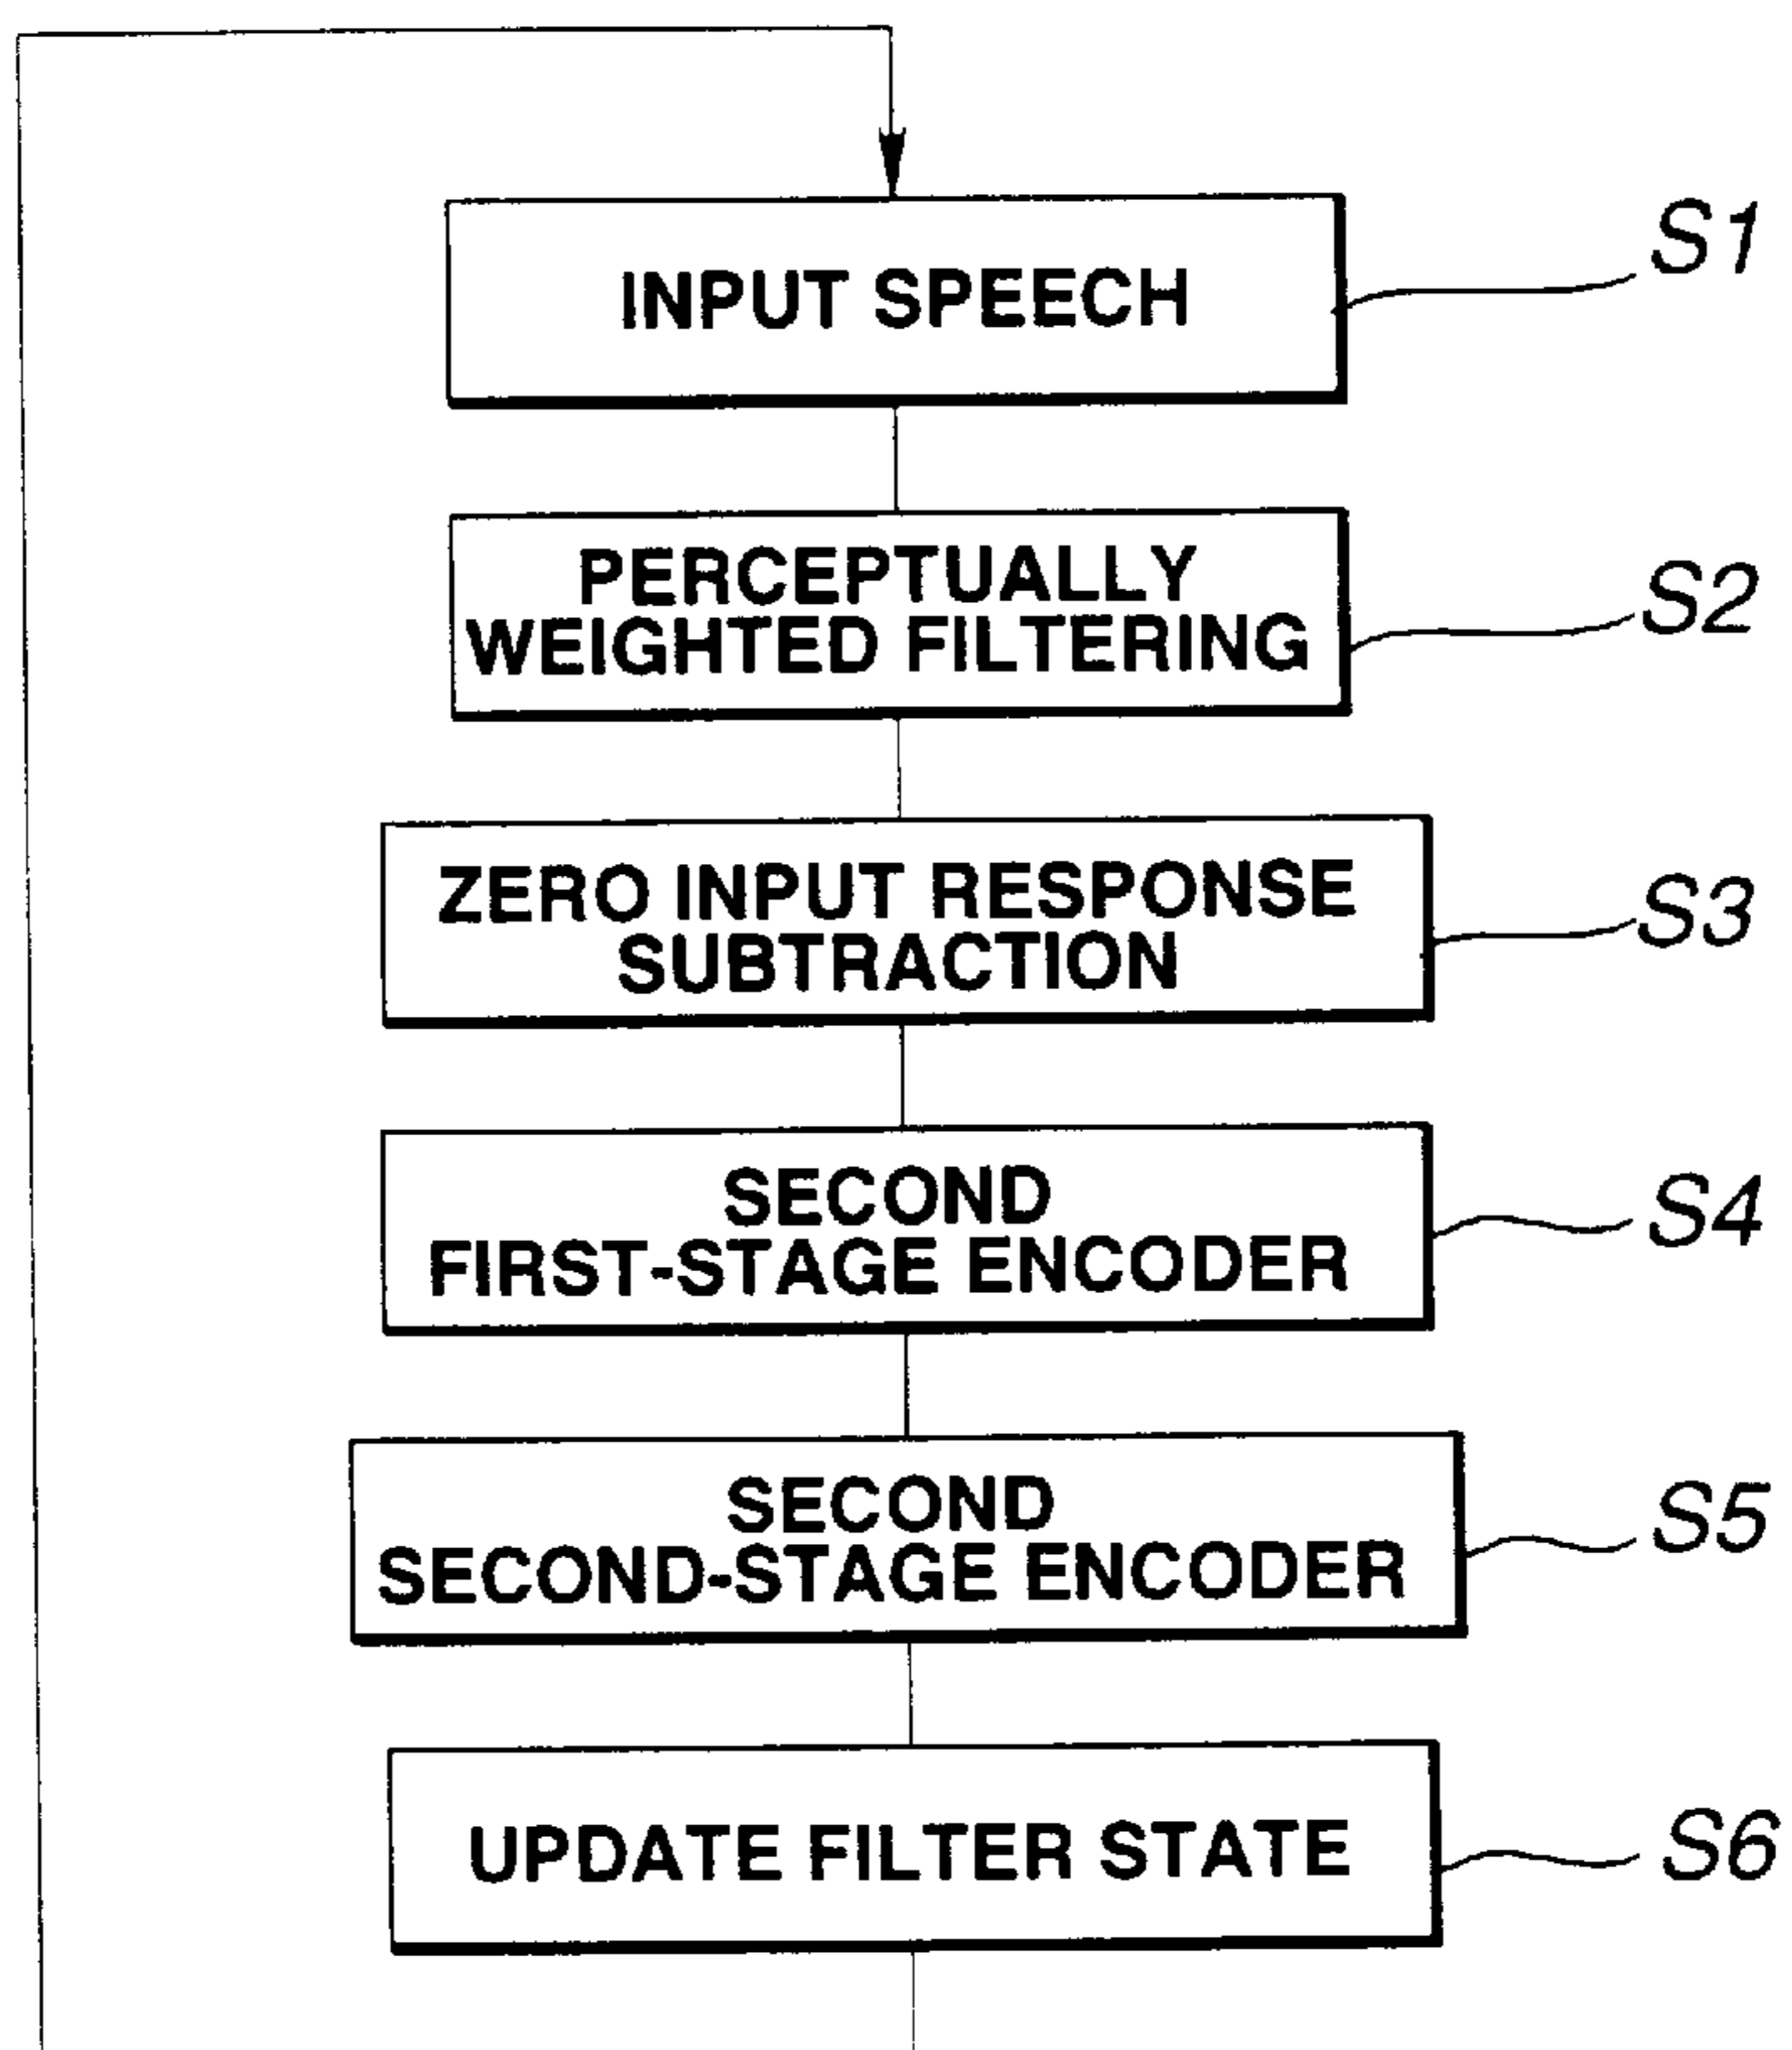 INPUT SPEECH
S1
PERCEPTUALLY
WEIGHTED FILTERING
S2
ZERO INPUT RESPONSE
SUBTRACTION
S3
SECOND
FIRST-STAGE ENCODER
S4
SECOND
SECOND-STAGE ENCODER
S5
UPDATE FILTER STATE
S6